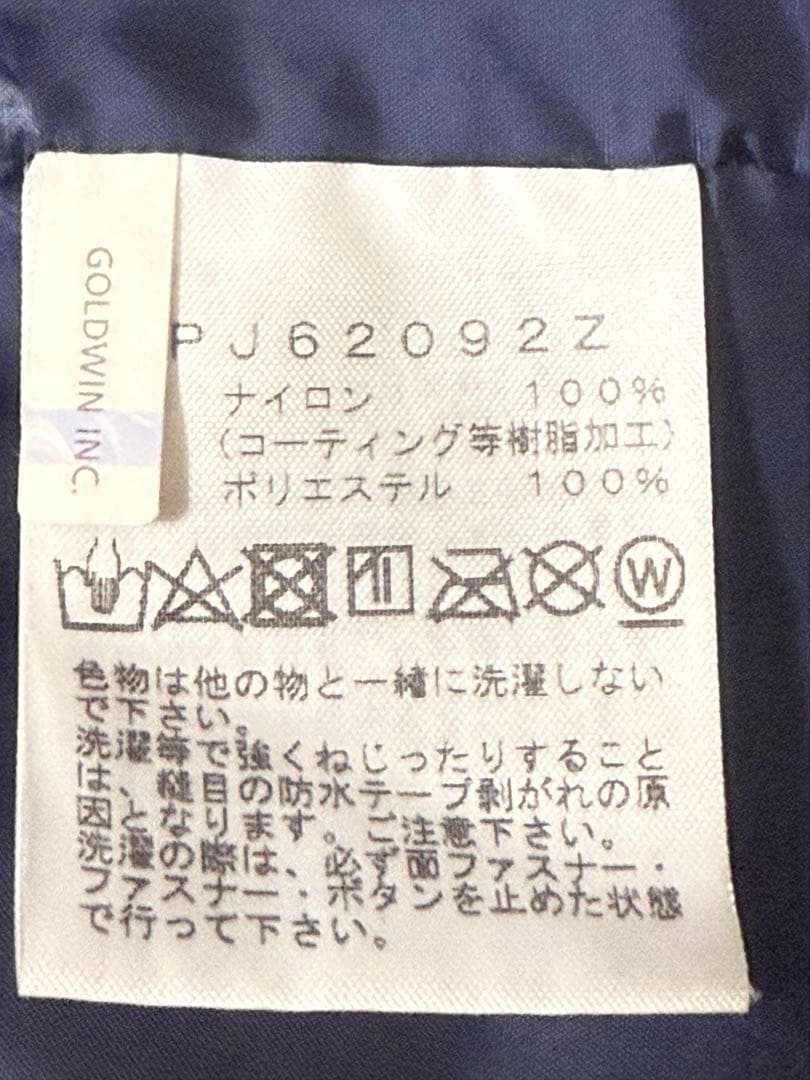 GOLDWIN INC.
PJ62092Z
ナイロン 100%
(コーティング等樹脂加工)
ポリエステル 100%
W
色物は他の物と一緒に洗濯しない
で下さい。
洗濯等で強くねじったりすること
は、縫目の防水テープ剥がれの原
因となります。ご注意下さい。
洗濯の際は、必ず面ファスナー・
ファスナー・ボタンを止めた状態
で行って下さい。